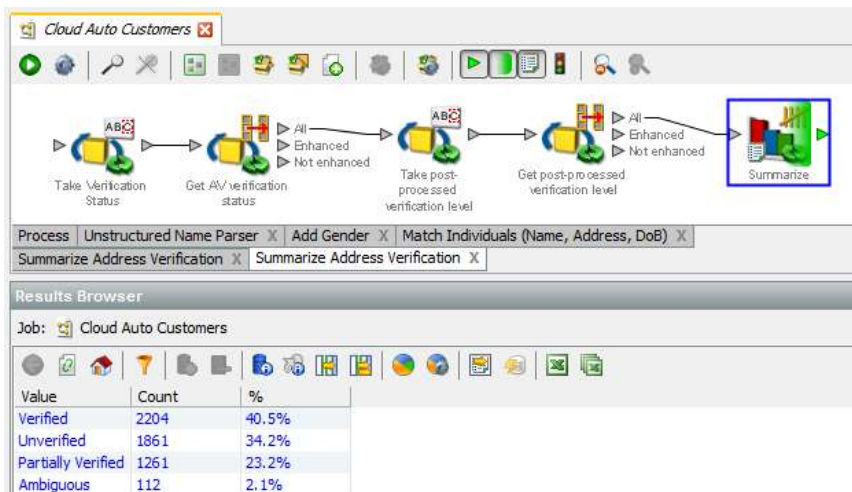 Cloud Auto Customers
ABC
ABC
All
Enhanced
Not enhanced
All
Enhanced
Not enhanced
Take Verification Status
Get AV verification status
Take post-processed verification level
Get post-processed verification level
Summarize
Process Unstructured Name Parser X Add Gender X Match Individuals (Name, Address, DoB) X
Summarize Address Verification X Summarize Address Verification X
Results Browser
Job: Cloud Auto Customers
Value Count %
Verified 2204 40.5%
Unverified 1861 34.2%
Partially Verified 1261 23.2%
Ambiguous 112 2.1%